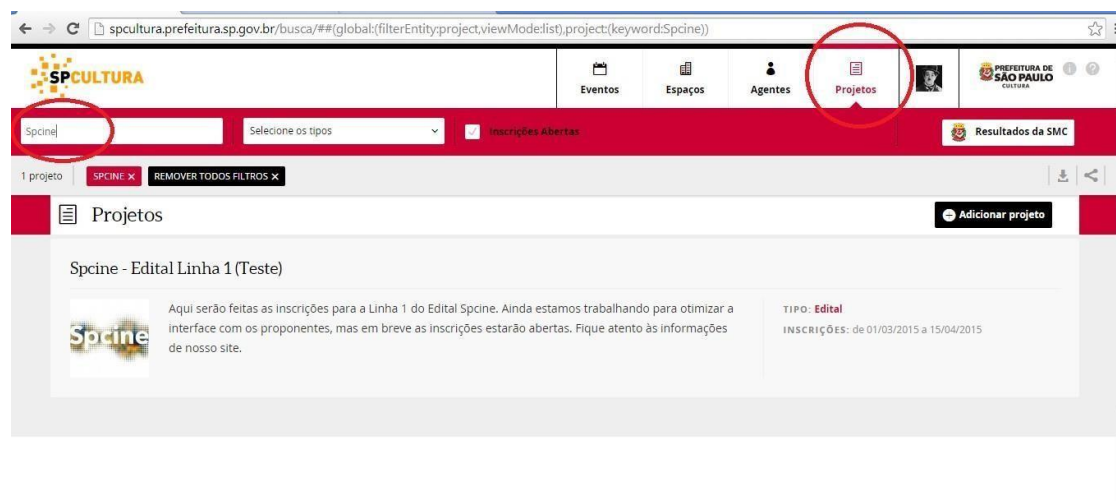 spcultura.prefeitura.sp.gov.br/busca/##(global:(filterEntity:project,viewMode:list),project:(keyword:Spcine))
SPCULTURA
Eventos
Espaços
Agentes
Projetos
PREFEITURA DE
SÃO PAULO
CULTURA
Spcine
Selecione os tipos
Inscrições Abertas
Resultados da SMC
1 projeto
SPCINE X
REMOVER TODOS FILTROS X
Projetos
Adicionar projeto
Spcine - Edital Linha 1 (Teste)
Spcine
Aqui serão feitas as inscrições para a Linha 1 do Edital Spcine. Ainda estamos trabalhando para otimizar a
interface com os proponentes, mas em breve as inscrições estarão abertas. Fique atento às informações
de nosso site.
TIPO: Edital
INSCRIÇÕES: de 01/03/2015 a 15/04/2015